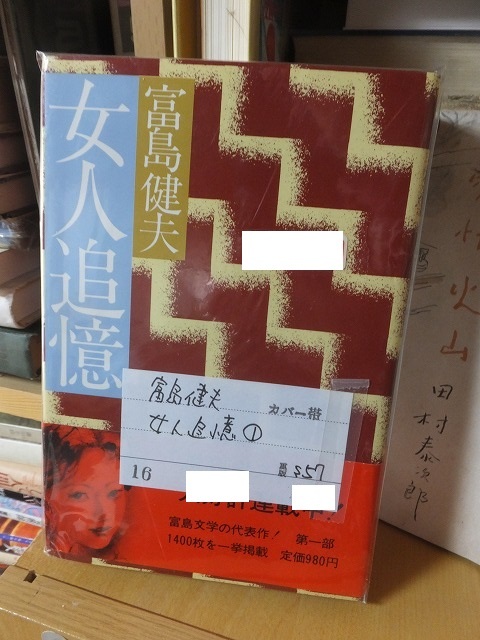 女人追憶
富島健夫
富島健夫
カバー帯
女人追憶①
16
S57
富島文学の代表作! 第一部
1400枚を一挙掲載 定価980円
火山
田村泰次郎